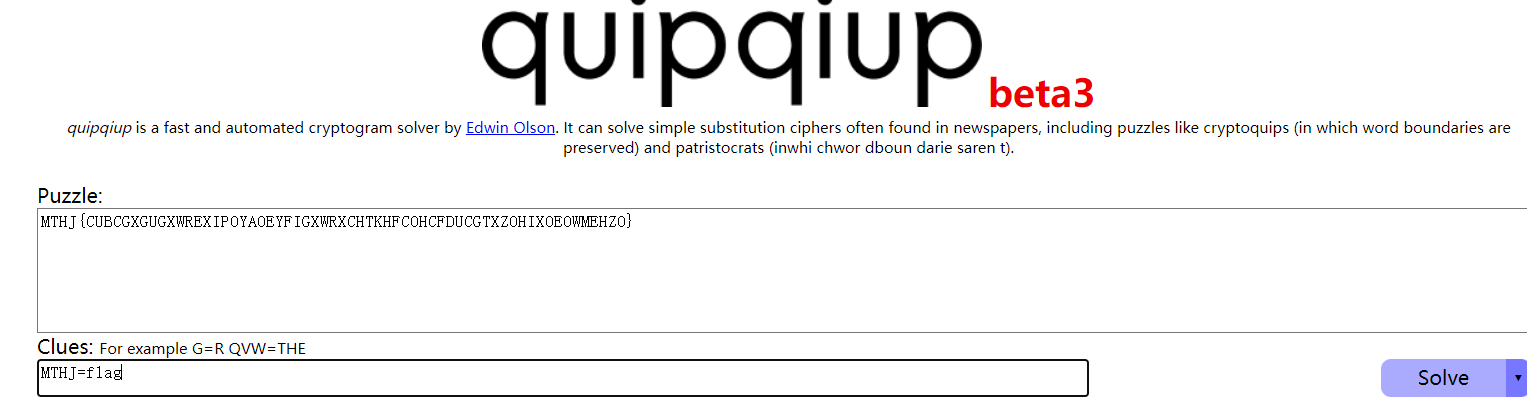 quipqiup beta3
quipqiup is a fast and automated cryptogram solver by Edwin Olson. It can solve simple substitution ciphers often found in newspapers, including puzzles like cryptoquips (in which word boundaries are
preserved) and patristocrats (inwhi chwor dboun darie saren t).
Puzzle:
MTHJ{CUBCGXGUGXWREXIPOYAOEYFIGXWRXCHTKHFCOHCFDUCGTXZOHIXOEOWMEHZO}
Clues: For example G=R QVW=THE
MTHJ=flag
Solve ▼